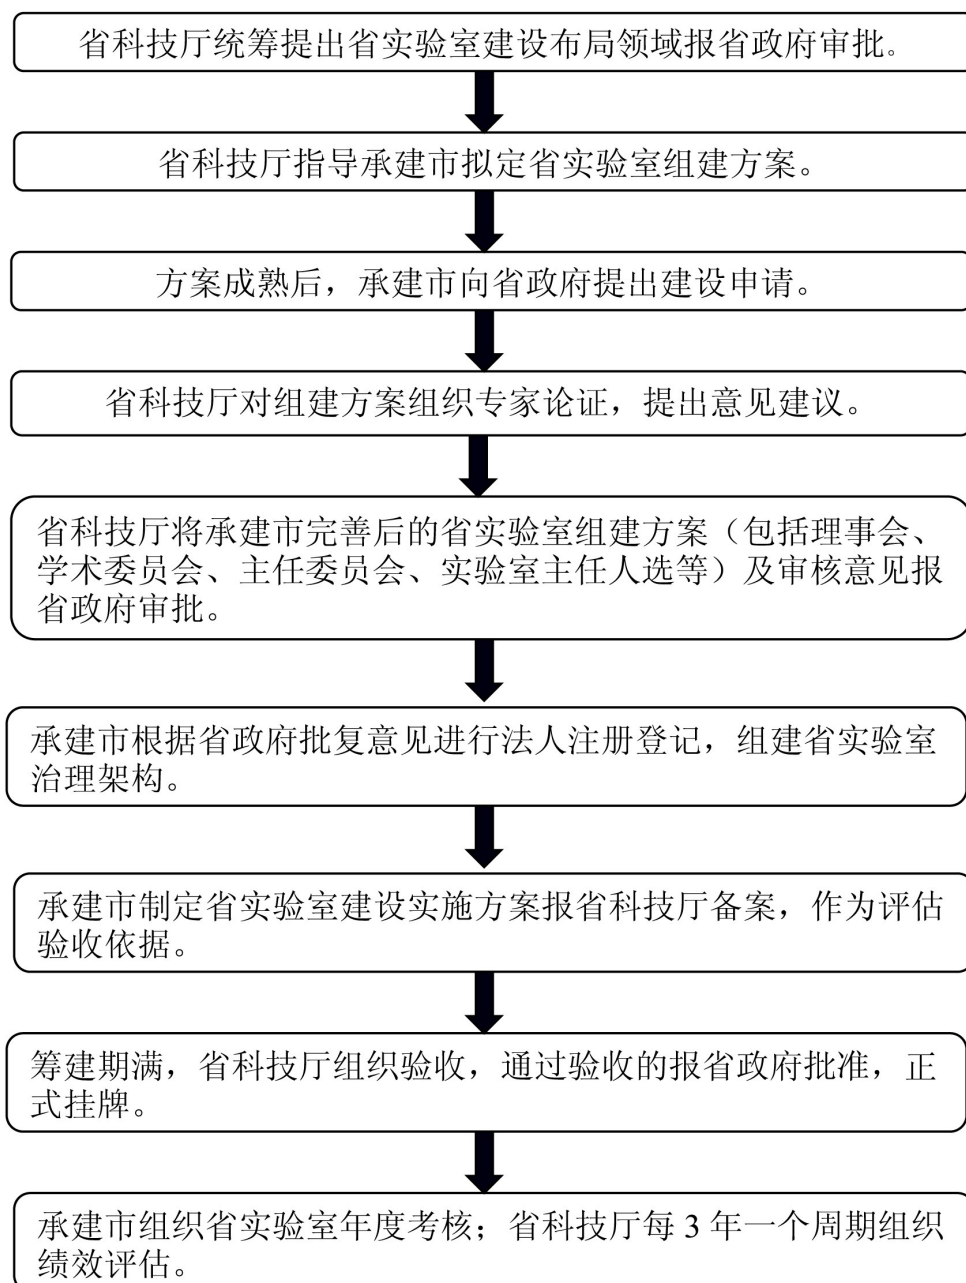 省科技厅统筹提出省实验室建设布局领域报省政府审批。
省科技厅指导承建市拟定省实验室组建方案。
方案成熟后，承建市向省政府提出建设申请。
省科技厅对组建方案组织专家论证，提出意见建议。
省科技厅将承建市完善后的省实验室组建方案（包括理事会、
学术委员会、主任委员会、实验室主任人选等）及审核意见报
省政府审批。
承建市根据省政府批复意见进行法人注册登记，组建省实验室
治理架构。
承建市制定省实验室建设实施方案报省科技厅备案，作为评估
验收依据。
筹建期满，省科技厅组织验收，通过验收的报省政府批准，正
式挂牌。
承建市组织省实验室年度考核；省科技厅每 3 年一个周期组织
绩效评估。